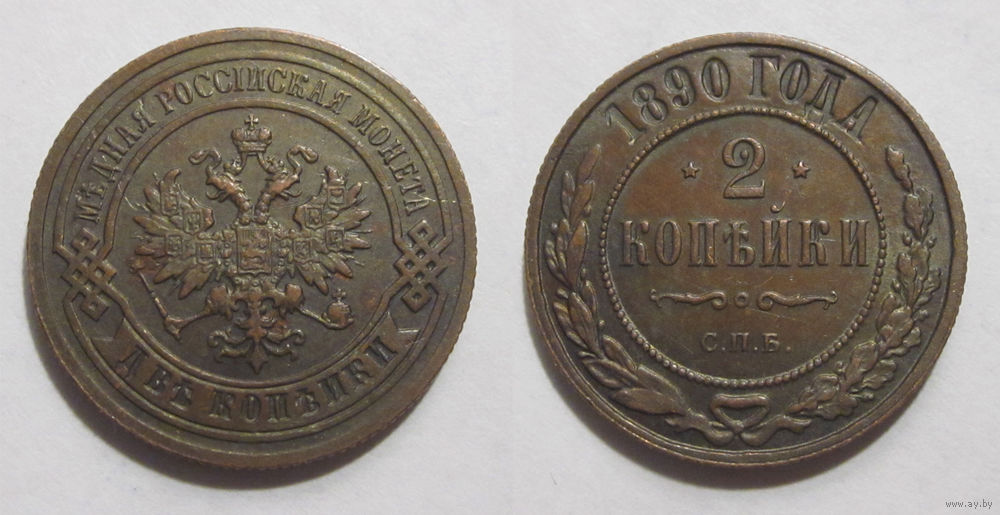 МѢДНАЯ РОССІЙСКАЯ МОНЕТА
ДВѢ КОПѢЙКИ
1890 ГОДА
2
КОПѢЙКИ
С.П.Б.
www.ay.by